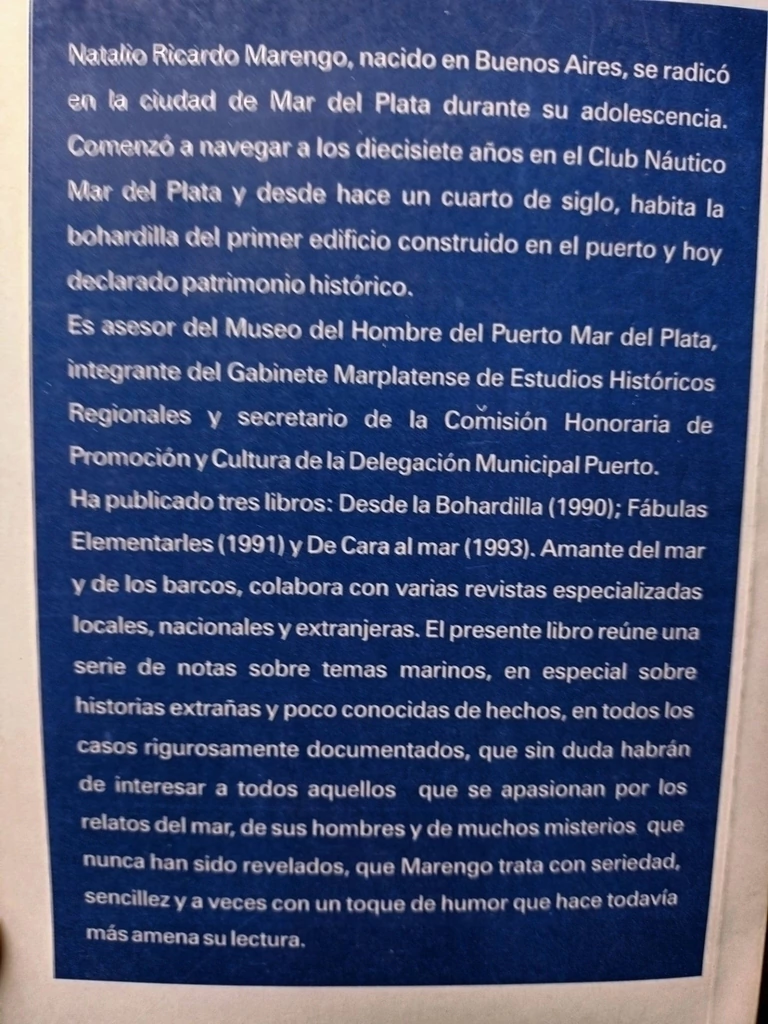 Natalio Ricardo Marengo, nacido en Buenos Aires, se radicó
en la ciudad de Mar del Plata durante su adolescencia.
Comenzó a navegar a los diecisiete años en el Club Náutico
Mar del Plata y desde hace un cuarto de siglo, habita la
bohardilla del primer edificio construido en el puerto y hoy
declarado patrimonio histórico.
Es asesor del Museo del Hombre del Puerto Mar del Plata,
integrante del Gabinete Marplatense de Estudios Históricos
Regionales y secretario de la Comisión Honoraria de
Promoción y Cultura de la Delegación Municipal Puerto.
Ha publicado tres libros: Desde la Bohardilla (1990); Fábulas
Elementarles (1991) y De Cara al mar (1993). Amante del mar
y de los barcos, colabora con varias revistas especializadas
locales, nacionales y extranjeras. El presente libro reúne una
serie de notas sobre temas marinos, en especial sobre
historias extrañas y poco conocidas de hechos, en todos los
casos rigurosamente documentados, que sin duda habrán
de interesar a todos aquellos que se apasionan por los
relatos del mar, de sus hombres y de muchos misterios que
nunca han sido revelados, que Marengo trata con seriedad,
sencillez y a veces con un toque de humor que hace todavía
más amena su lectura.